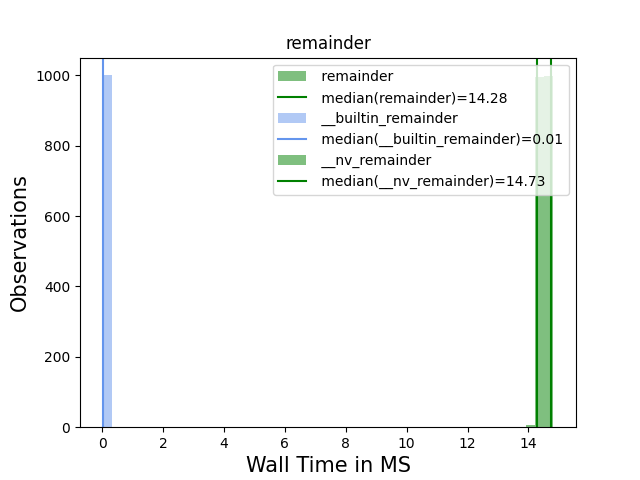 remainder
remainder
median(remainder)=14.28
__builtin_remainder
median(__builtin_remainder)=0.01
__nv_remainder
median(__nv_remainder)=14.73
Observations
1000
800
600
400
200
0
0 2 4 6 8 10 12 14
Wall Time in MS